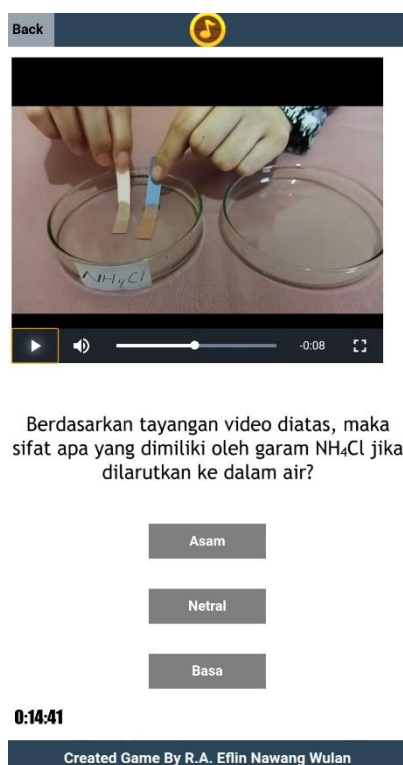 Back
NH4Cl
-0:08
Berdasarkan tayangan video diatas, maka
sifat apa yang dimiliki oleh garam NH₄Cl jika
dilarutkan ke dalam air?
Asam
Netral
Basa
0:14:41
Created Game By R.A. Eflin Nawang Wulan